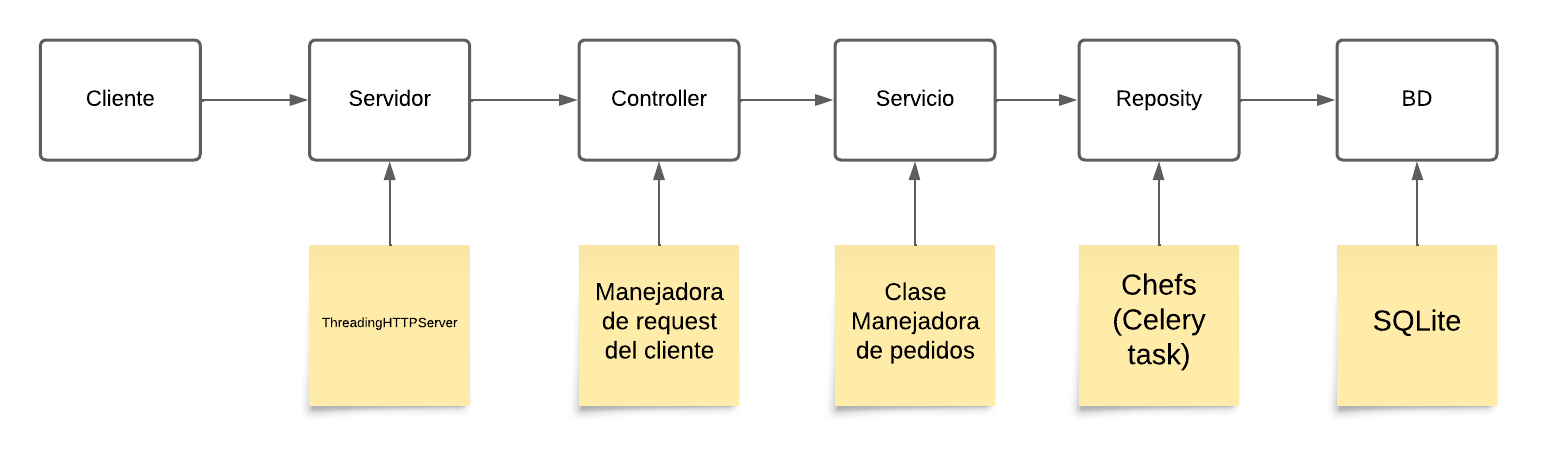 Cliente
Servidor
Controller
Servicio
Reposity
BD
ThreadingHTTPServer
Manejadora
de request
del cliente
Clase
Manejadora
de pedidos
Chefs
(Celery
task)
SQLite